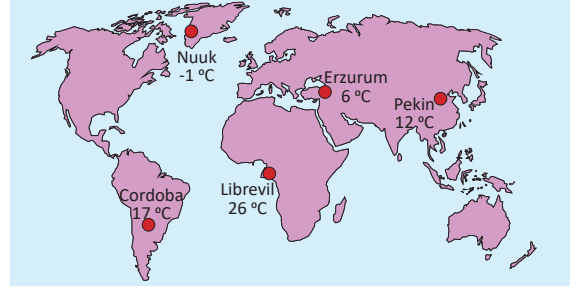 Nuuk
-1 ºC
Erzurum
6 ºC
Pekin
12 ºC
Librevil
26 ºC
Cordoba
17 ºC